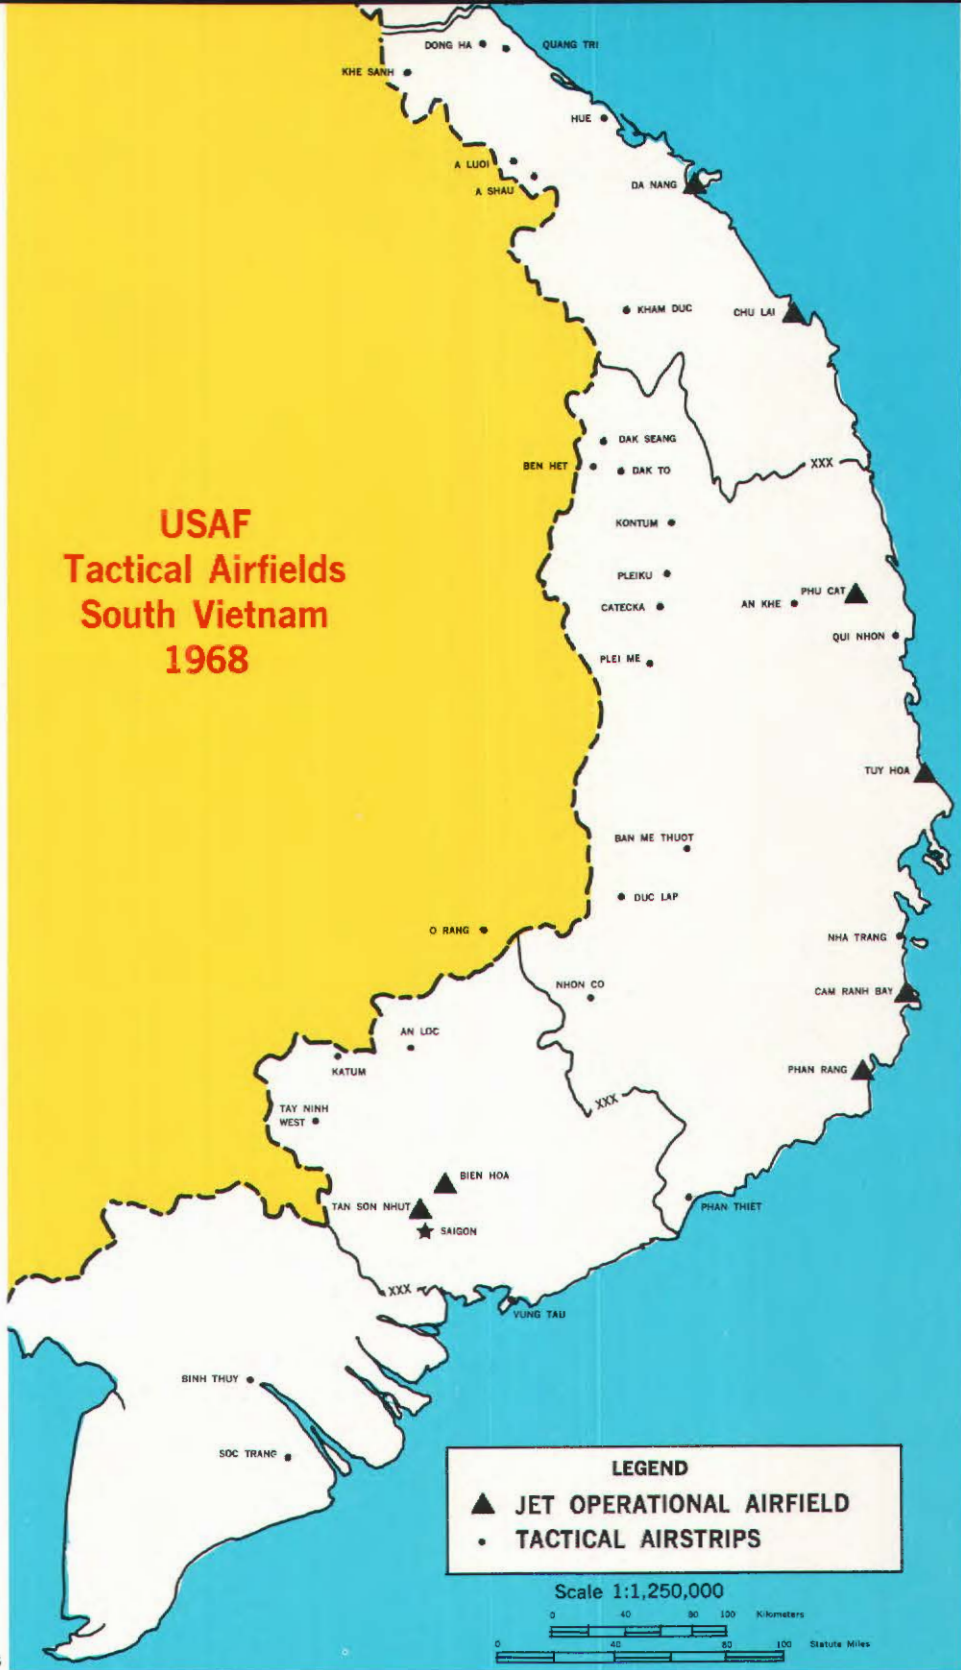 DONG HA
QUANG TRI
KHE SANH
HUE
A LUOI
A SHAU
DA NANG
KHAM DUC
CHU LAI
DAK SEANG
BEN HET
DAK TO
XXX
KONTUM
USAF
Tactical Airfields
South Vietnam
1968
PLEIKU
PHU CAT
CATECKA
AN KHE
QUI NHON
PLEI ME
TUY HOA
BAN ME THUOT
DUC LAP
O RANG
NHA TRANG
NHON CO
CAM RANH BAY
AN LOC
KATUM
PHAN RANG
XXX
TAY NINH
WEST
BIEN HOA
TAN SON NHUT
PHAN THIET
SAIGON
XXX
VUNG TAU
BINH THUY
SOC TRANG
LEGEND
JET OPERATIONAL AIRFIELD
TACTICAL AIRSTRIPS
Scale 1:1,250,000
0 40 80 100 Kilometers
0 40 80 100 Statute Miles